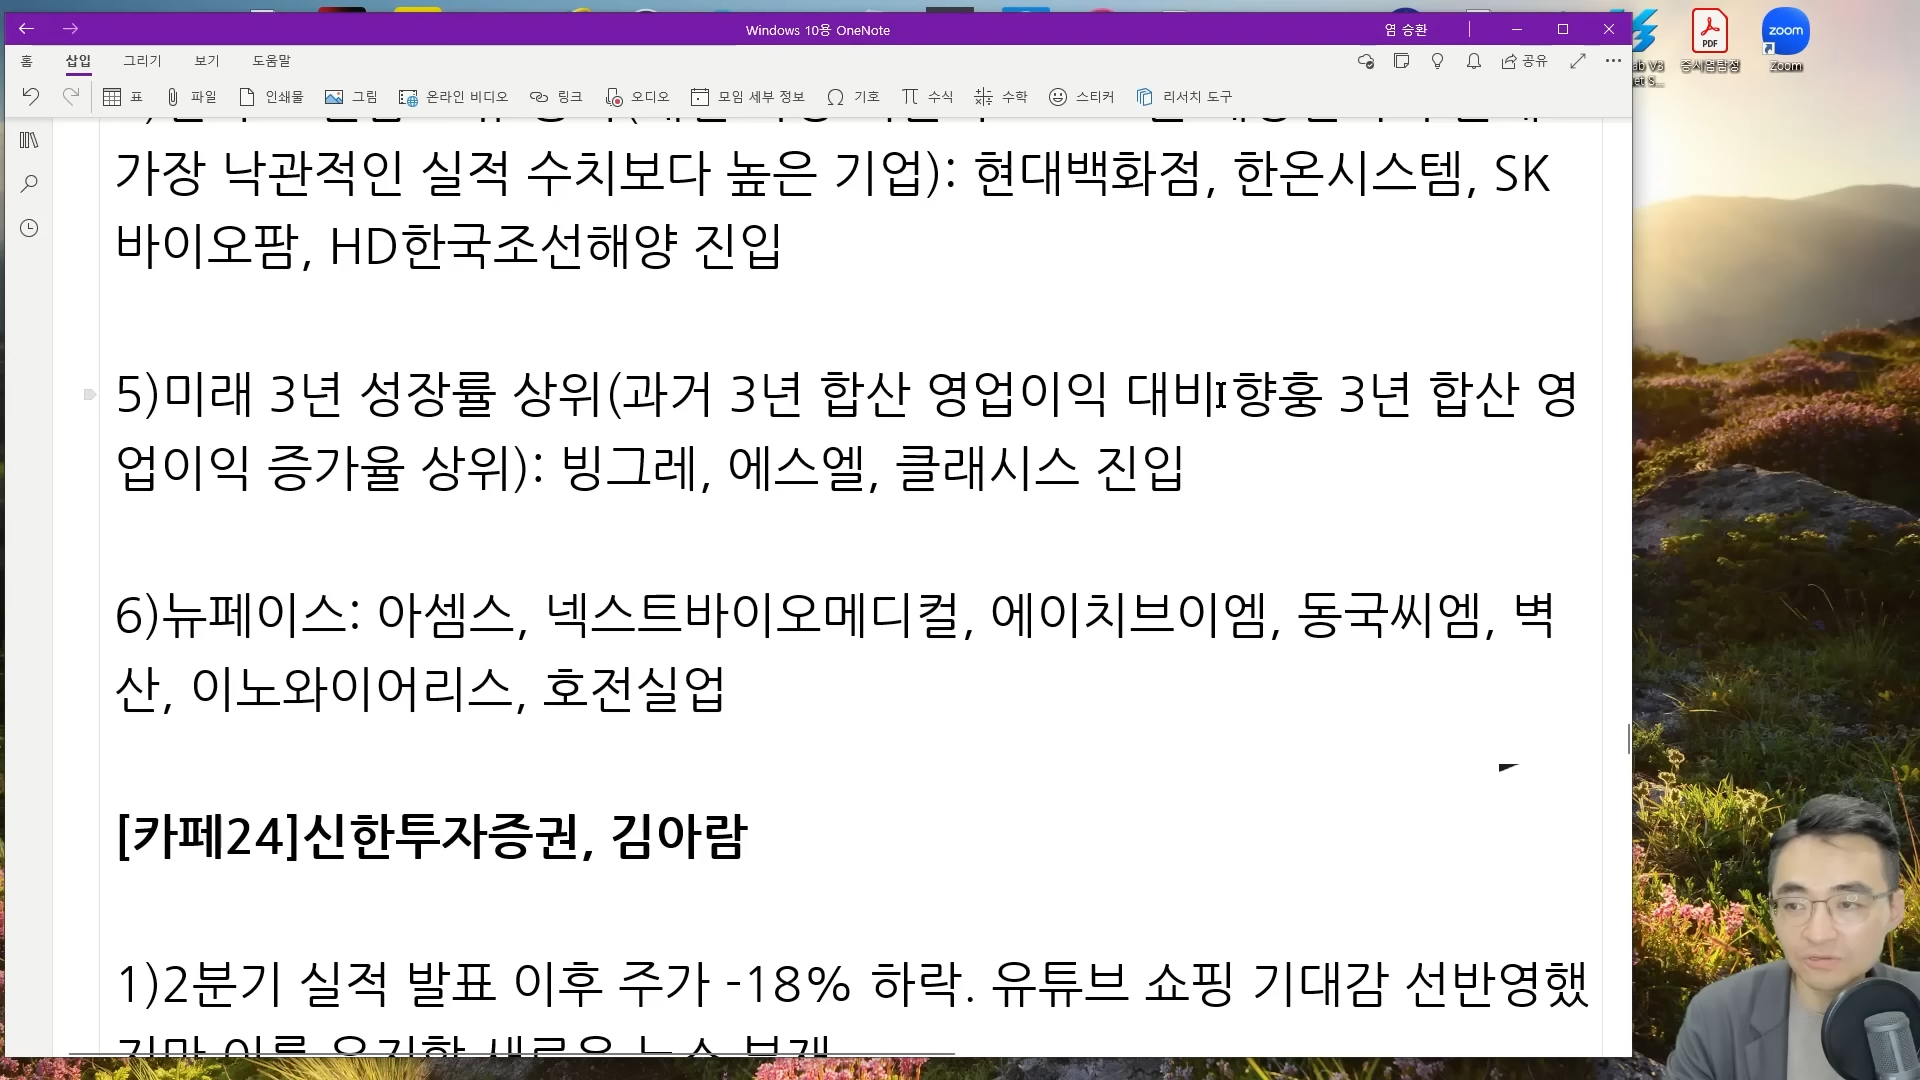 Windows 10용 OneNote
염 승환
홈 삽입 그리기 보기 도움말
공유
표 파일 인쇄물 그림 온라인 비디오 링크 오디오 모임 세부 정보 기호 수식 수학 스티커 리서치 도구
가장 낙관적인 실적 수치보다 높은 기업): 현대백화점, 한온시스템, SK
바이오팜, HD한국조선해양 진입
5)미래 3년 성장률 상위(과거 3년 합산 영업이익 대비 향훙 3년 합산 영
업이익 증가율 상위): 빙그레, 에스엘, 클래시스 진입
6)뉴페이스: 아셈스, 넥스트바이오메디컬, 에이치브이엠, 동국씨엠, 벽
산, 이노와이어리스, 호전실업
[카페24]신한투자증권, 김아람
1)2분기 실적 발표 이후 주가 -18% 하락. 유튜브 쇼핑 기대감 선반영했
PDF
zoom
Zoom